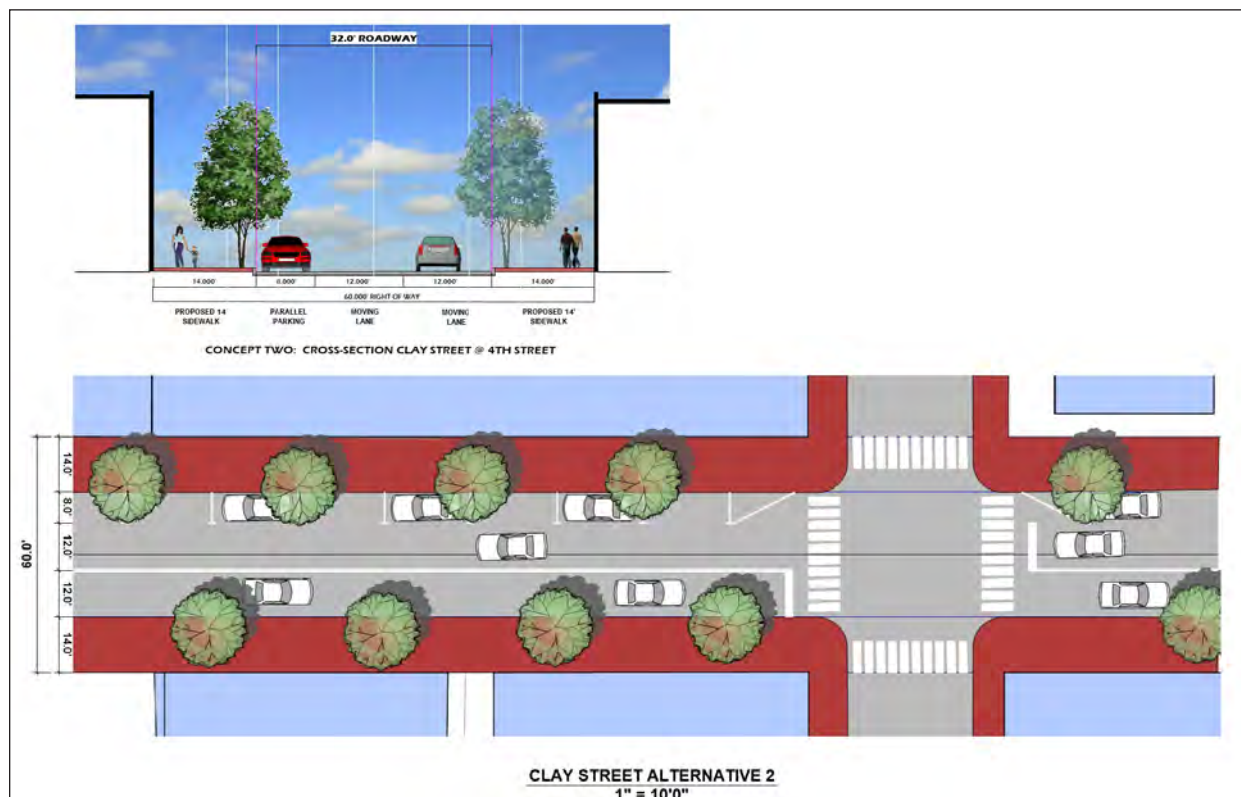 32.0' ROADWAY
14.000' 8.000' 12.000' 12.000' 14.000'
60.000' RIGHT OF WAY
PROPOSED 14' SIDEWALK
PARALLEL PARKING
MOVING LANE
MOVING LANE
PROPOSED 14' SIDEWALK
CONCEPT TWO: CROSS-SECTION CLAY STREET @ 4TH STREET
60.0'
14.0'
8.0'
12.0'
12.0'
14.0'
CLAY STREET ALTERNATIVE 2
1" = 10'0"